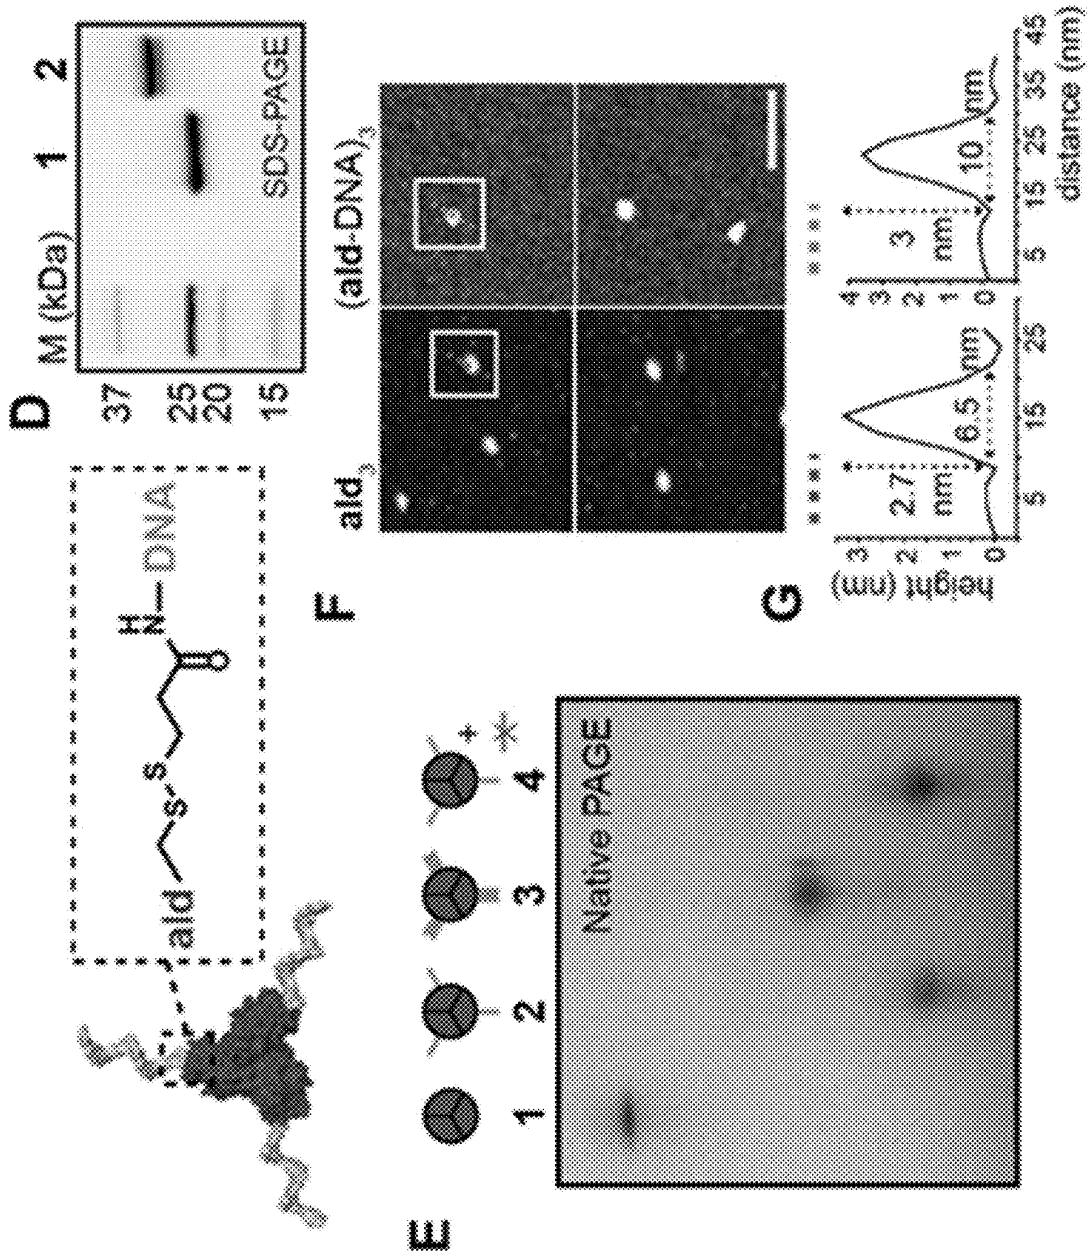 ald
S
S
O
H
N
DNA
D
M (kDa)
1
2
37
25
20
15
SDS-PAGE
E
1
2
3
4
+
*
Native PAGE
F
ald3
(ald-DNA)3
G
height (nm)
3
2
1
0
2.7
nm
6.5 nm
5
15
25
4
3
2
1
0
3
nm
10 nm
5
15
25
35
45
distance (nm)